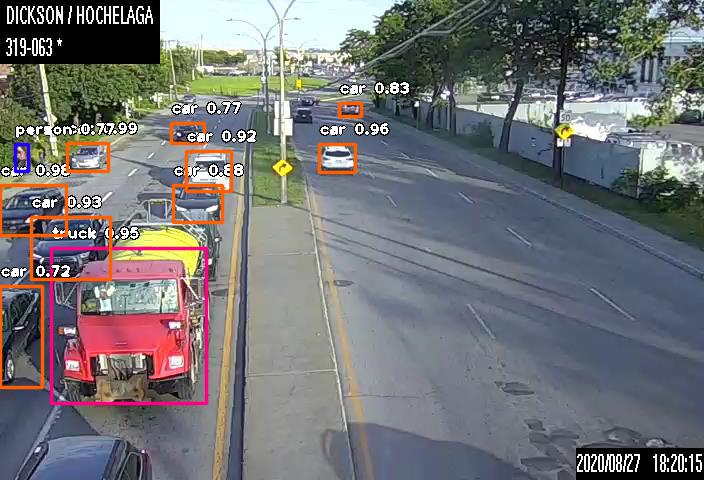 DICKSON / HOCHELAGA
319-063 *
car 0.83
car 0.77
person 0.77
.99
car 0.92
car 0.96
car 0.98
car 0.88
car 0.93
truck 0.95
car 0.72
2020/08/27 18:20:15